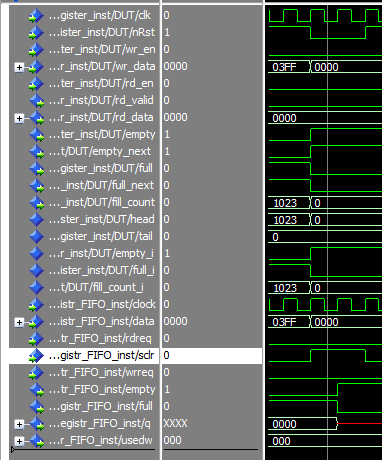 ...gister_inst/DUT/clk 0
...ister_inst/DUT/nRst 1
...ter_inst/DUT/wr_en 0
...r_inst/DUT/wr_data 0000 03FF 0000
...ter_inst/DUT/rd_en 0
...r_inst/DUT/rd_valid 0
...r_inst/DUT/rd_data 0000 0000
...ter_inst/DUT/empty 1
...t/DUT/empty_next 1
...gister_inst/DUT/full 0
..._inst/DUT/full_next 0
..._inst/DUT/fill_count 0 1023 0
...ster_inst/DUT/head 0 1023 0
...gister_inst/DUT/tail 0 0
...r_inst/DUT/empty_i 1
...ister_inst/DUT/full_i 0
...t/DUT/fill_count_i 0 1023 0
...istr_FIFO_inst/clock 0
...istr_FIFO_inst/data 0000 03FF 0000
...tr_FIFO_inst/rdreq 0
...gistr_FIFO_inst/sclr 0
...tr_FIFO_inst/wrreq 0
...tr_FIFO_inst/empty 1
...gistr_FIFO_inst/full 0
...egistr_FIFO_inst/q XXXX 0000
...r_FIFO_inst/usedw 000 000